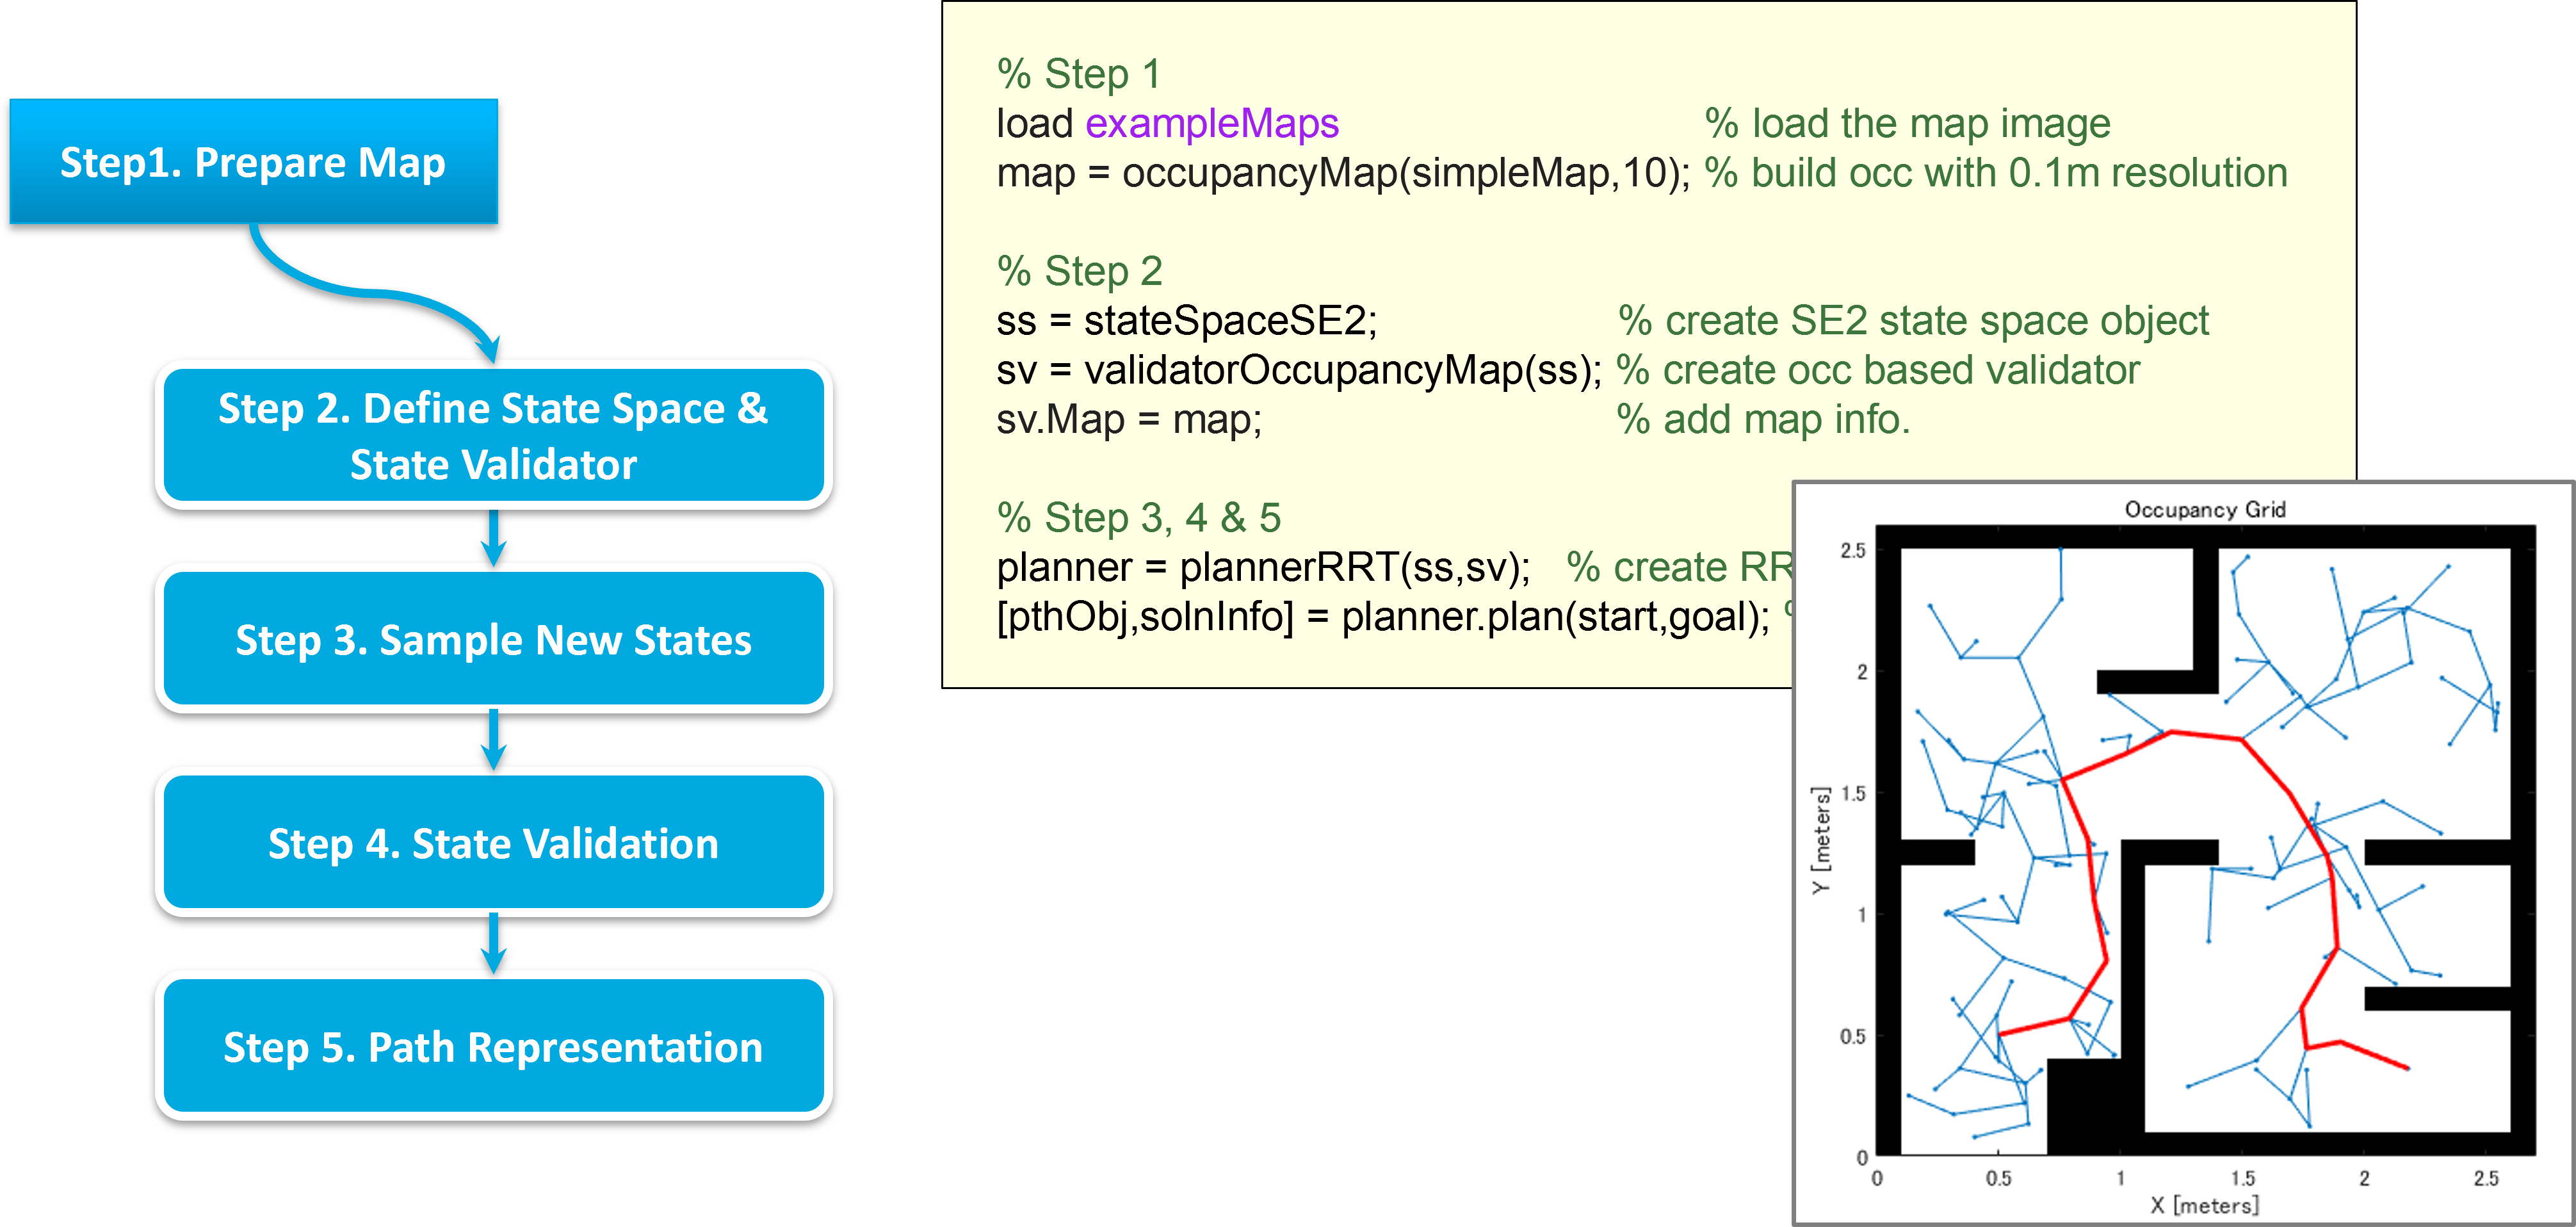 Step1. Prepare Map
Step 2. Define State Space &
State Validator
Step 3. Sample New States
Step 4. State Validation
Step 5. Path Representation
% Step 1
load exampleMaps % load the map image
map = occupancyMap(simpleMap,10); % build occ with 0.1m resolution
% Step 2
ss = stateSpaceSE2; % create SE2 state space object
sv = validatorOccupancyMap(ss); % create occ based validator
sv.Map = map; % add map info.
% Step 3, 4 & 5
planner = plannerRRT(ss,sv); % create
[pthObj,solnInfo] = planner.plan(start,goal);
Occupancy Grid
2.5
2
1.5
1
0.5
0
Y [meters]
0 0.5 1 1.5 2 2.5
X [meters]